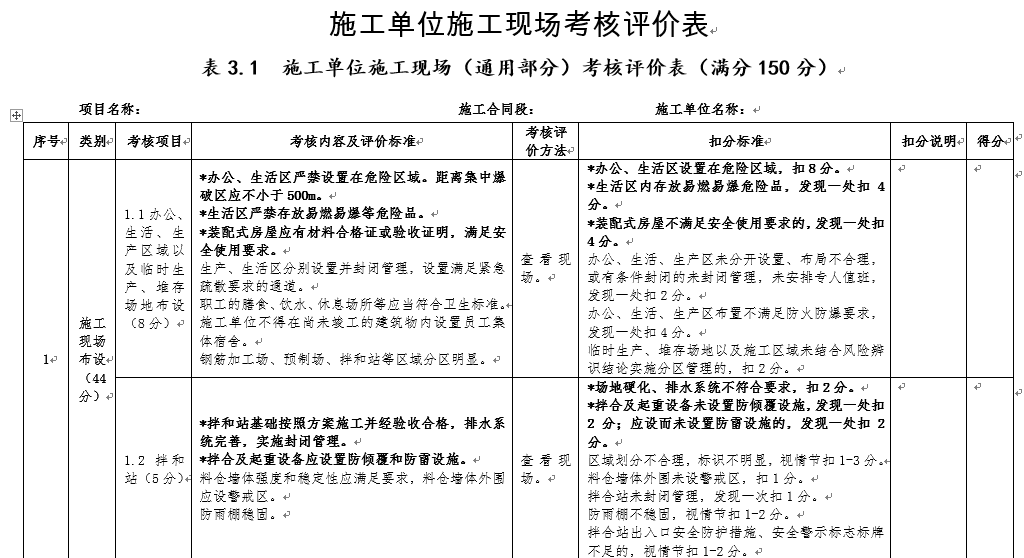 施工单位施工现场考核评价表
表 3.1 施工单位施工现场（通用部分）考核评价表（满分 150 分）
项目名称： 施工合同段： 施工单位名称：
序号 类别 考核项目 考核内容及评价标准 考核评 扣分标准 扣分说明 得分
价方法
1
施工
现场
布设
（44
分）
1.1 办公、
生活、生
产区域以
及临时生
产、堆存
场地布设
（8 分）
*办公、生活区严禁设置在危险区域。距离集中爆
破区应不小于 500m。
*生活区严禁存放易燃易爆等危险品。
*装配式房屋应有材料合格证或验收证明，满足安
全使用要求。
生产、生活区分别设置并封闭管理，设置满足紧急
疏散要求的通道。
职工的膳食、饮水、休息场所等应当符合卫生标准。
施工单位不得在尚未竣工的建筑物内设置员工集
体宿舍。
钢筋加工场、预制场、拌和站等区域分区明显。
查看现
场。
*办公、生活区设置在危险区域，扣 8 分。
*生活区内存放易燃易爆危险品，发现一处扣 4
分。
*装配式房屋不满足安全使用要求的，发现一处扣
4 分。
办公、生活、生产区未分开设置、布局不合理，
或有条件封闭的未封闭管理，未安排专人值班，
发现一处扣 2 分。
办公、生活、生产区布置不满足防火防爆要求，
发现一处扣 4 分。
临时生产、堆存场地以及施工区域未结合风险辨
识结论实施分区管理的，扣 2 分。
1.2 拌和
站（5 分）
*拌和站基础按照方案施工并经验收合格，排水系
统完善，实施封闭管理。
*拌合及起重设备应设置防倾覆和防雷设施。
料仓墙体强度和稳定性应满足要求，料仓墙体外围
应设警戒区。
防雨棚稳固。
查看现
场。
*场地硬化、排水系统不符合要求，扣 2 分。
*拌合及起重设备未设置防倾覆设施，发现一处扣
2 分；应设而未设置防雷设施的，发现一处扣 2
分。
区域划分不合理，标识不明显，视情节扣 1-3 分。
料仓墙体外围未设警戒区，扣 1 分。
拌合站未封闭管理，发现一次扣 1 分。
防雨棚不稳固，视情节扣 1-2 分。
拌合站出入口安全防护措施、安全警示标志标牌
不足的，视情节扣 1-2 分。